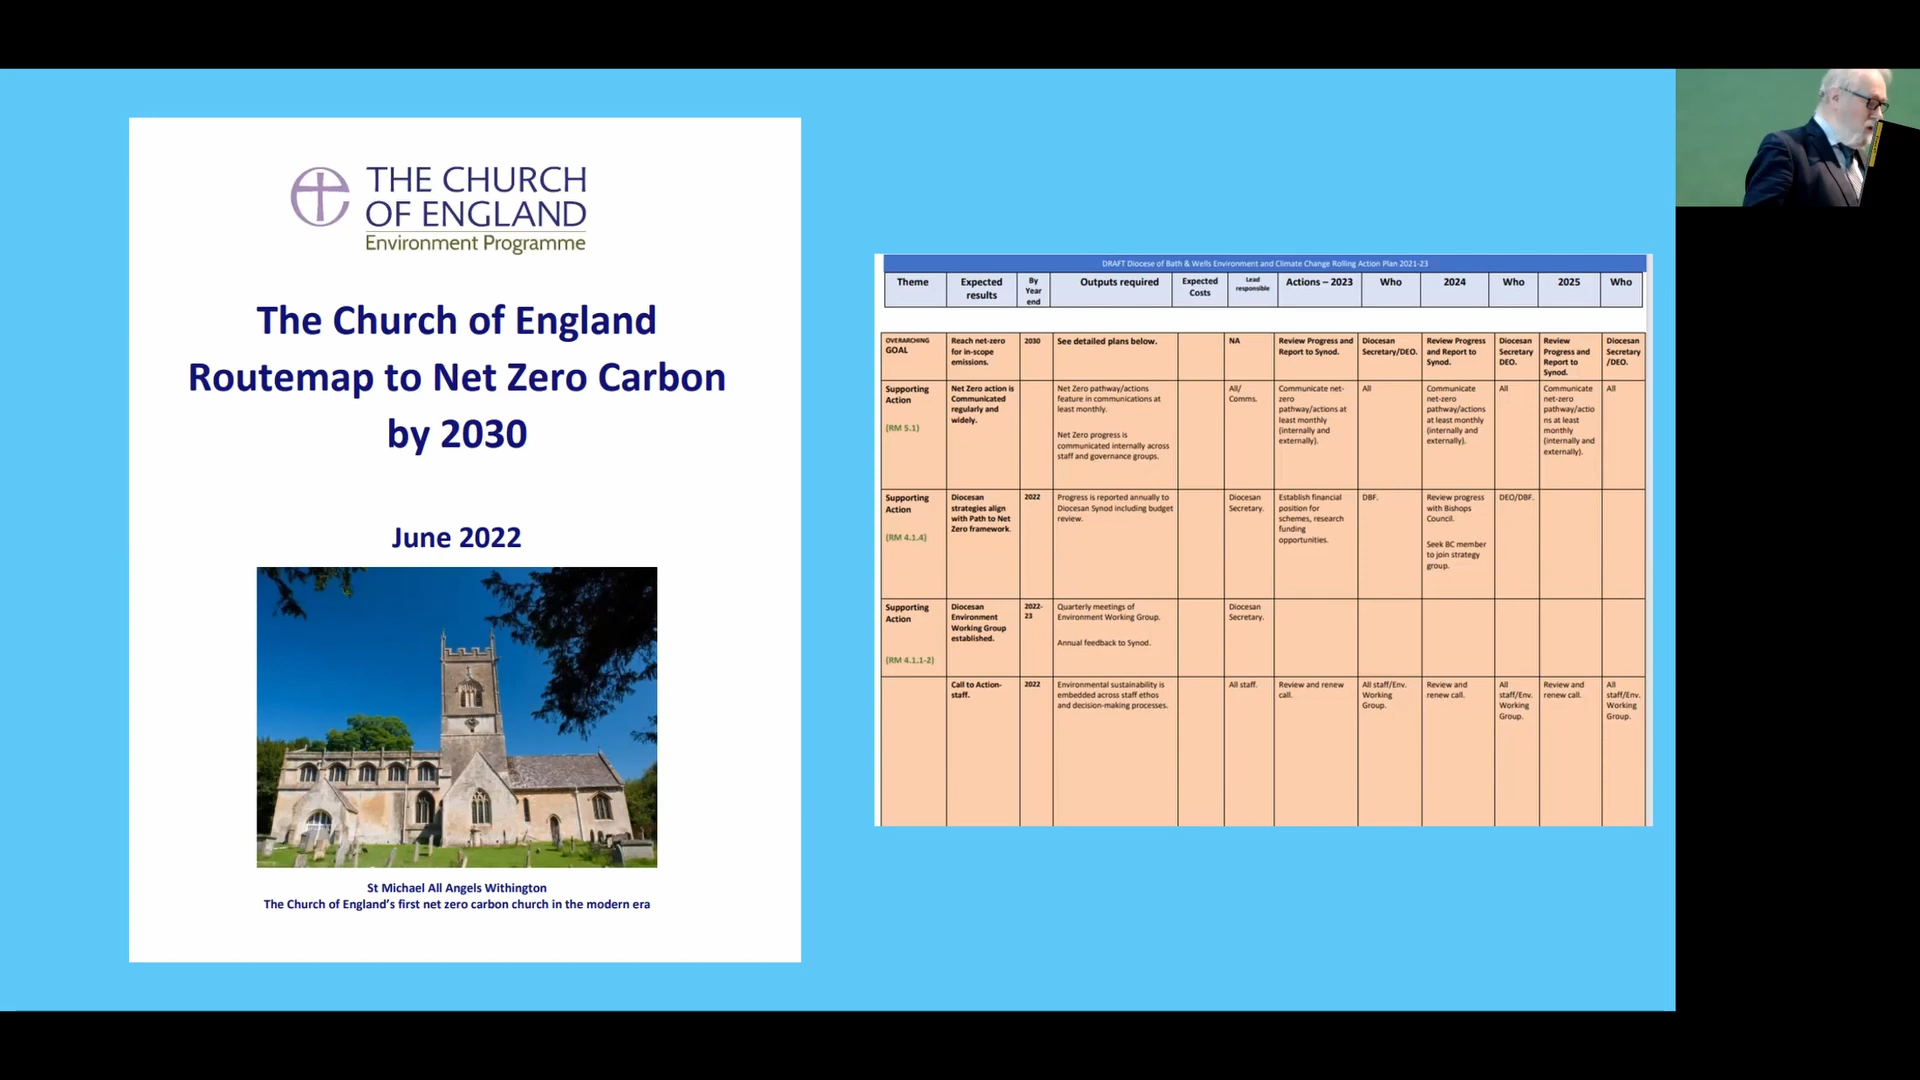 THE CHURCH
OF ENGLAND
Environment Programme
The Church of England
Routemap to Net Zero Carbon
by 2030
June 2022
St Michael All Angels Withington
The Church of England's first net zero carbon church in the modern era
DRAFT Diocese of Bath & Wells Environment and Climate Change Rolling Action Plan 2021-23
Theme
Expected
results
By
Year
end
Outputs required
Expected
Costs
Lead
responsible
Actions – 2023
Who
2024
Who
2025
Who
OVERARCHING
GOAL
Reach net-zero
for in-scope
emissions.
2030
See detailed plans below.
NA
Review Progress and
Report to Synod.
Diocesan
Secretary/DEO.
Review Progress
and Report to
Synod.
Diocesan
Secretary
DEO.
Review
Progress and
Report to
Synod.
Diocesan
Secretary
/DEO.
Supporting
Action
(RM 5.1)
Net Zero action is
Communicated
regularly and
widely.
Net Zero pathway/actions
feature in communications at
least monthly.
Net Zero progress is
communicated internally across
staff and governance groups.
All/
Comms.
Communicate net-
zero
pathway/actions at
least monthly
(internally and
externally).
All
Communicate
net-zero
pathway/actions
at least monthly
(internally and
externally).
All
Communicate
net-zero
pathway/actio
ns at least
monthly
(internally and
externally).
All
Supporting
Action
(RM 4.1.4)
Diocesan
strategies align
with Path to Net
Zero framework.
2022
Progress is reported annually to
Diocesan Synod including budget
review.
Diocesan
Secretary.
Establish financial
position for
schemes, research
funding
opportunities.
DBF.
Review progress
with Bishops
Council.
Seek BC member
to join strategy
group.
DEO/DBF.
Supporting
Action
(RM 4.1.1-2)
Diocesan
Environment
Working Group
established.
2022-
23
Quarterly meetings of
Environment Working Group.
Annual feedback to Synod.
Diocesan
Secretary.
Call to Action-
staff.
2022
Environmental sustainability is
embedded across staff ethos
and decision-making processes.
All staff.
Review and renew
call.
All staff/Env.
Working
Group.
Review and
renew call.
All
staff/Env.
Working
Group.
Review and
renew call.
All
staff/Env.
Working
Group.